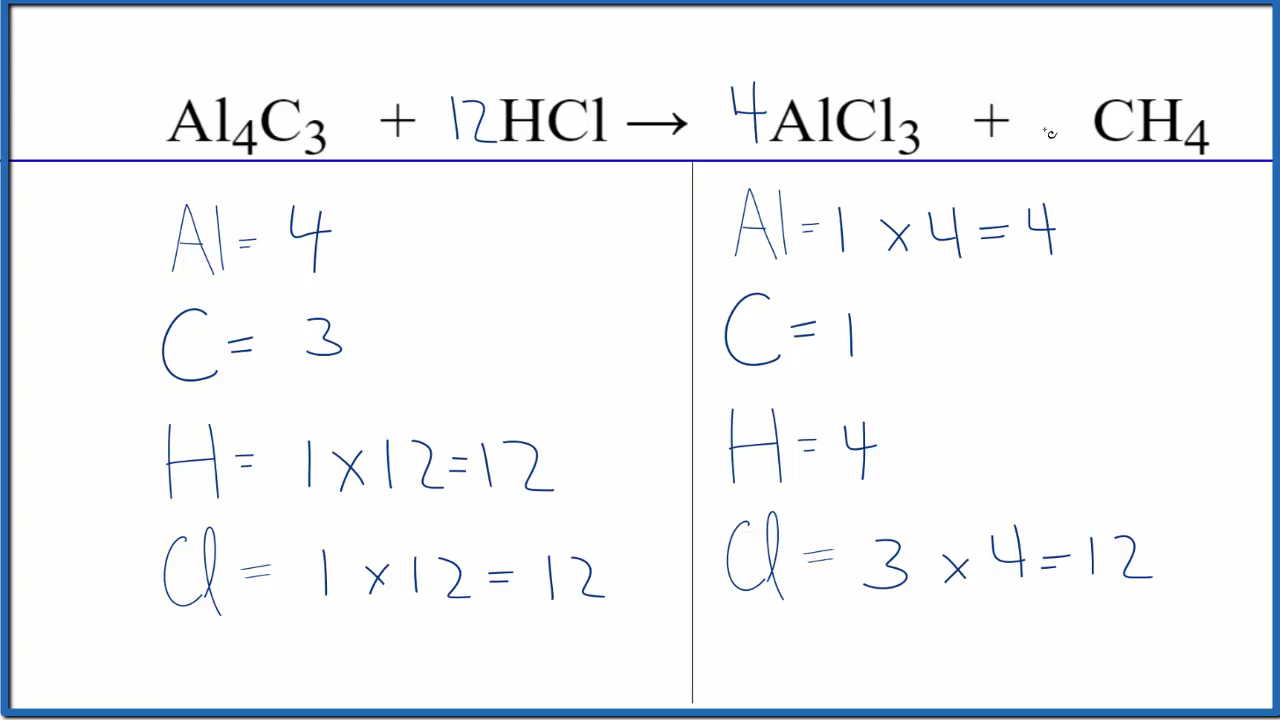 Al₄C₃ + 12HCl → 4AlCl₃ + CH₄
Al = 4
C = 3
H = 1 x 12 = 12
Cl = 1 x 12 = 12
Al = 1 x 4 = 4
C = 1
H = 4
Cl = 3 x 4 = 12